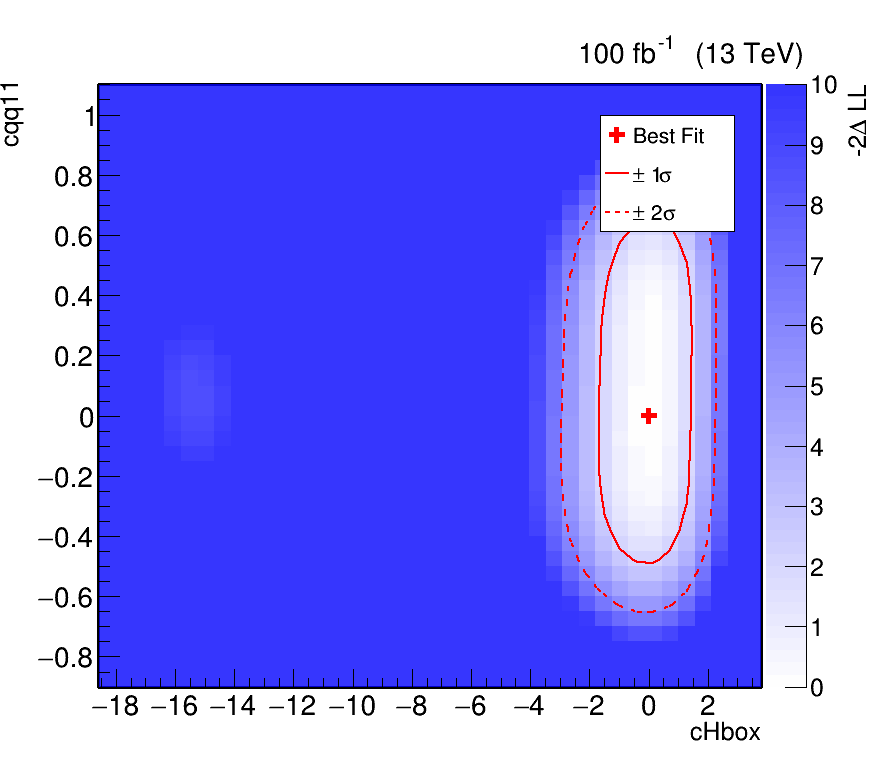 100 fb-1 (13 TeV)
cqq11
-2Δ LL
Best Fit
± 1σ
± 2σ
1
0.8
0.6
0.4
0.2
0
−0.2
−0.4
−0.6
−0.8
10
9
8
7
6
5
4
3
2
1
0
−18 −16 −14 −12 −10 −8 −6 −4 −2 0 2
cHbox